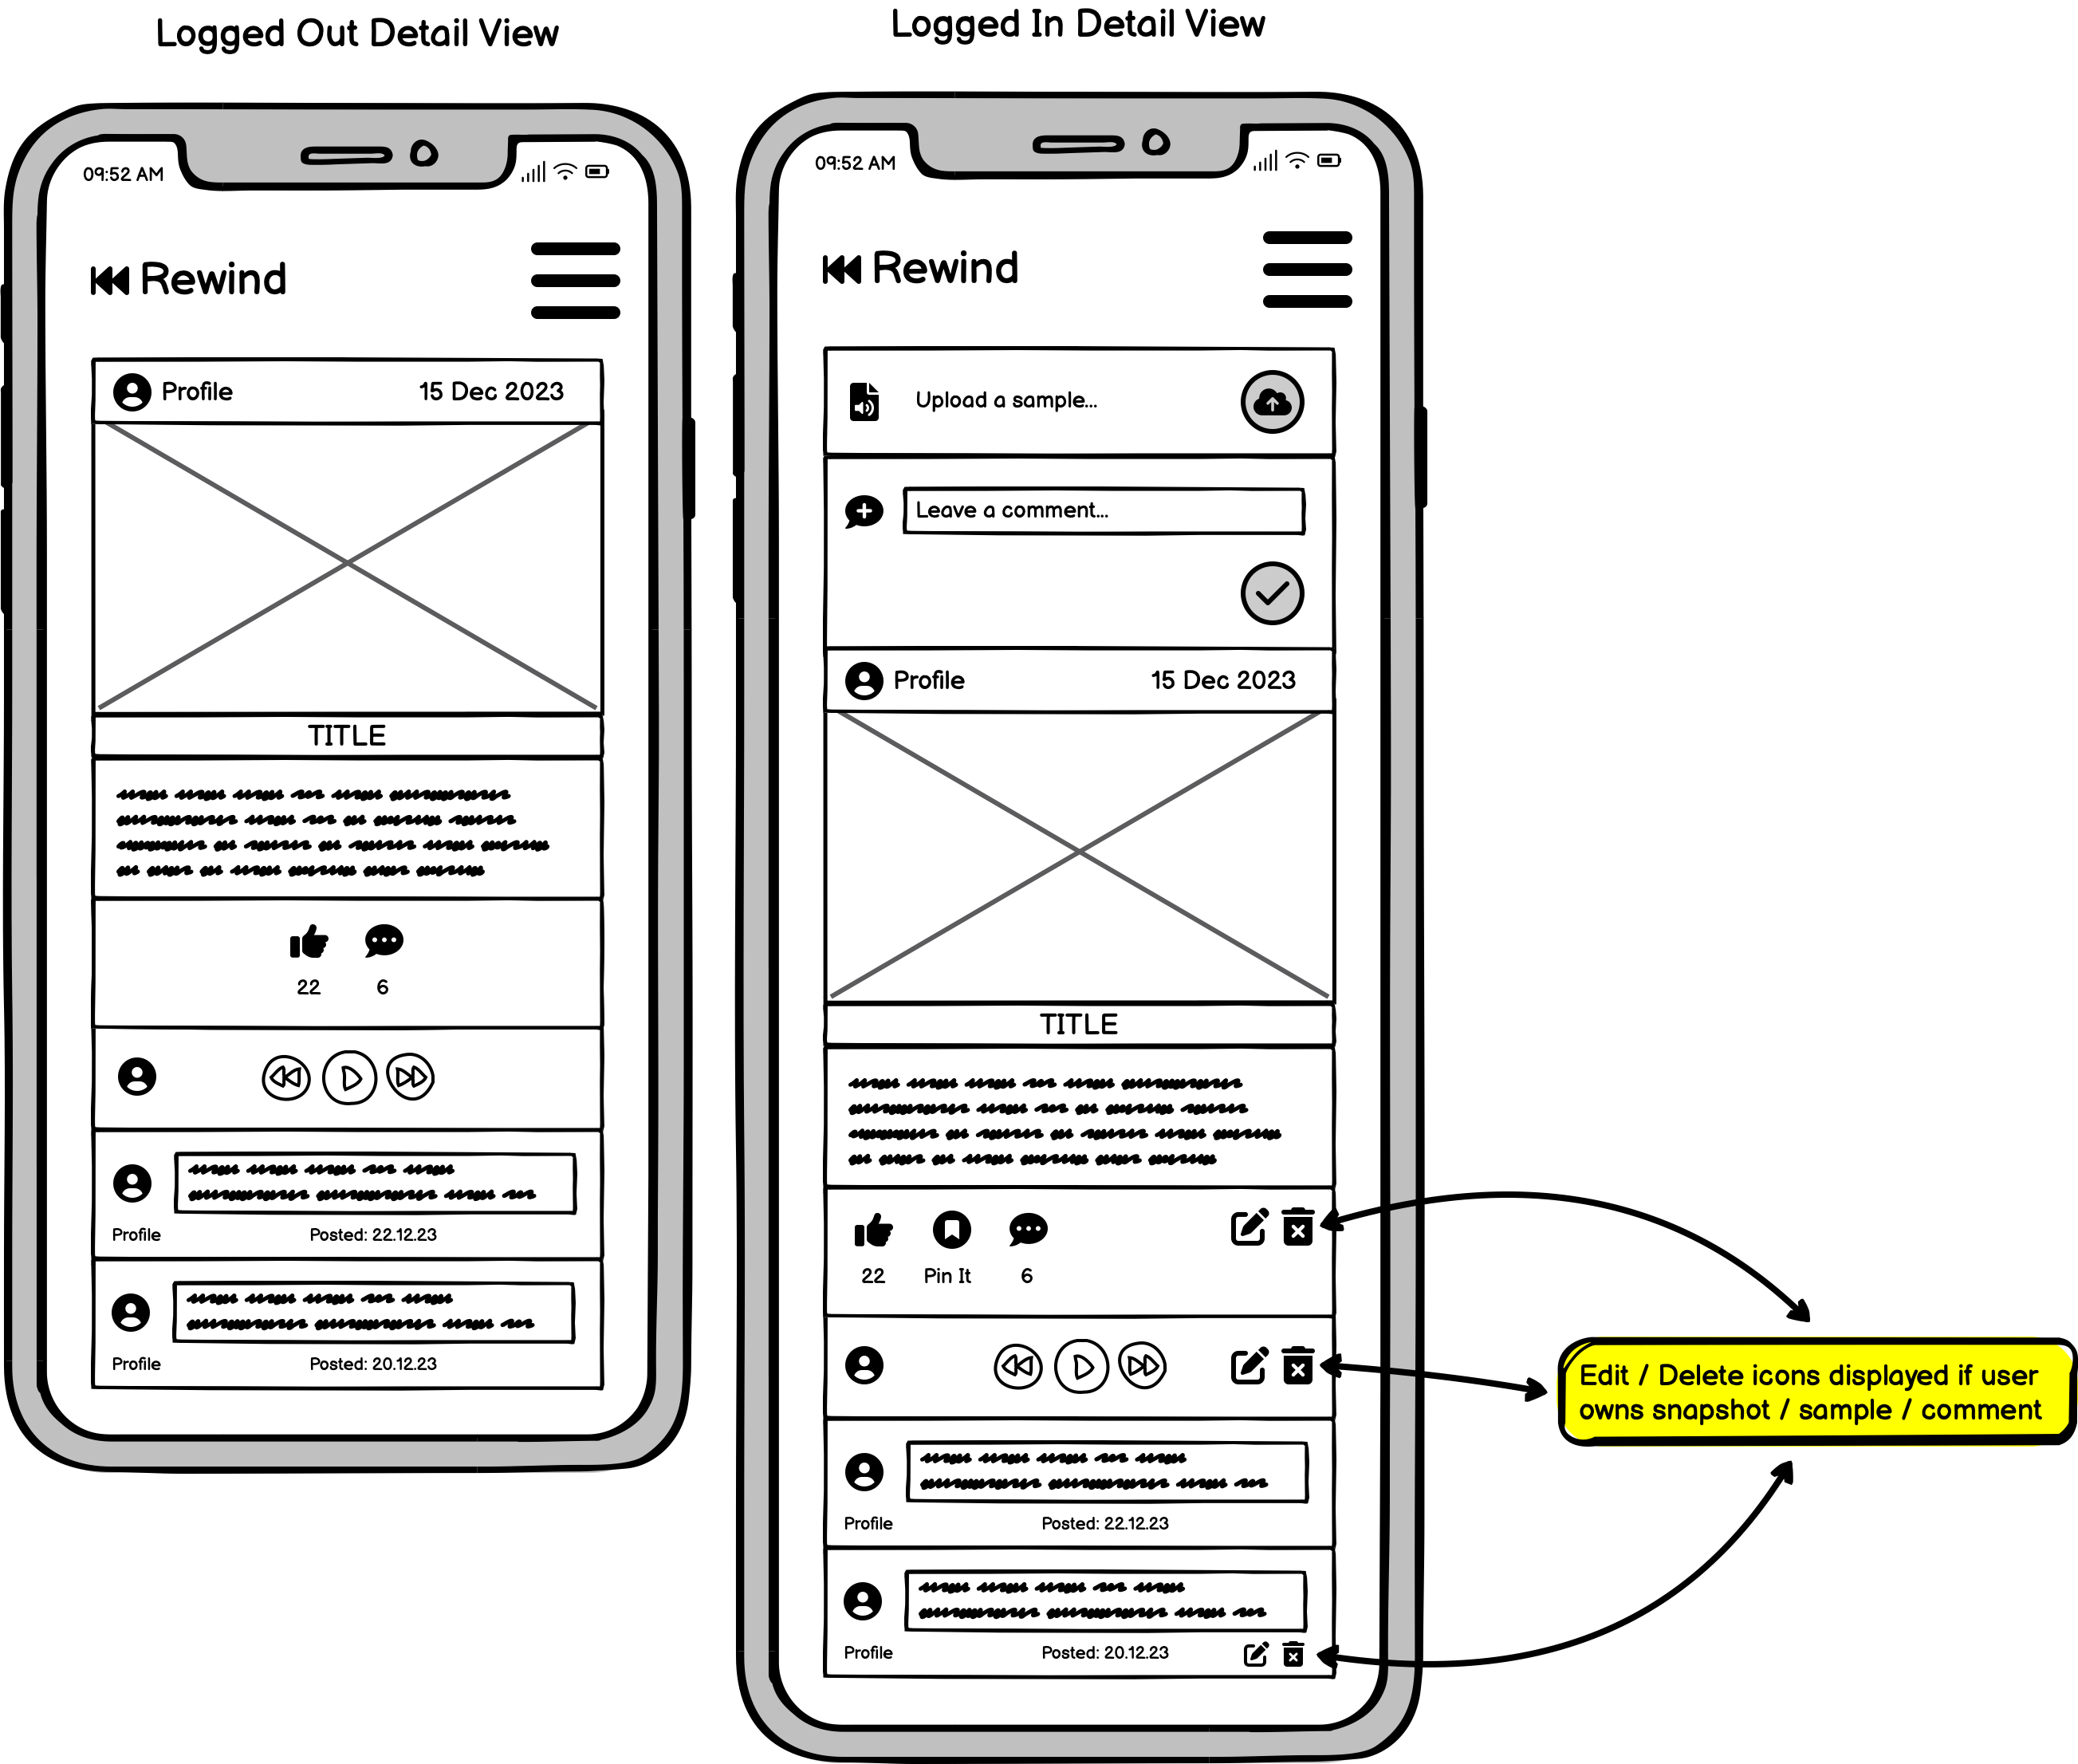 Logged Out Detail View
09:52 AM
Rewind
Profile 15 Dec 2023
TITLE
22 6
Profile Posted: 22.12.23
Profile Posted: 20.12.23
Logged In Detail View
09:52 AM
Rewind
Upload a sample...
Leave a comment...
Profile 15 Dec 2023
TITLE
22 Pin It 6
Profile Posted: 22.12.23
Profile Posted: 20.12.23
Edit / Delete icons displayed if user
owns snapshot / sample / comment